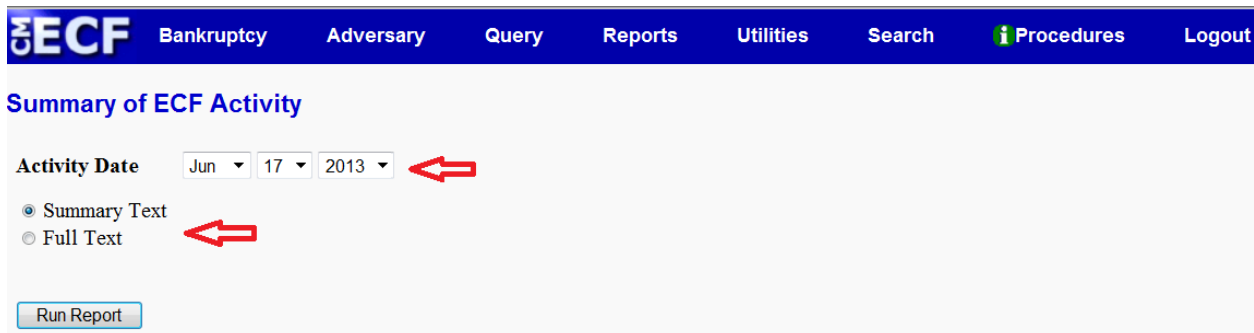 CM ECF Bankruptcy Adversary Query Reports Utilities Search i Procedures Logout
Summary of ECF Activity
Activity Date Jun 17 2013
Summary Text
Full Text
Run Report